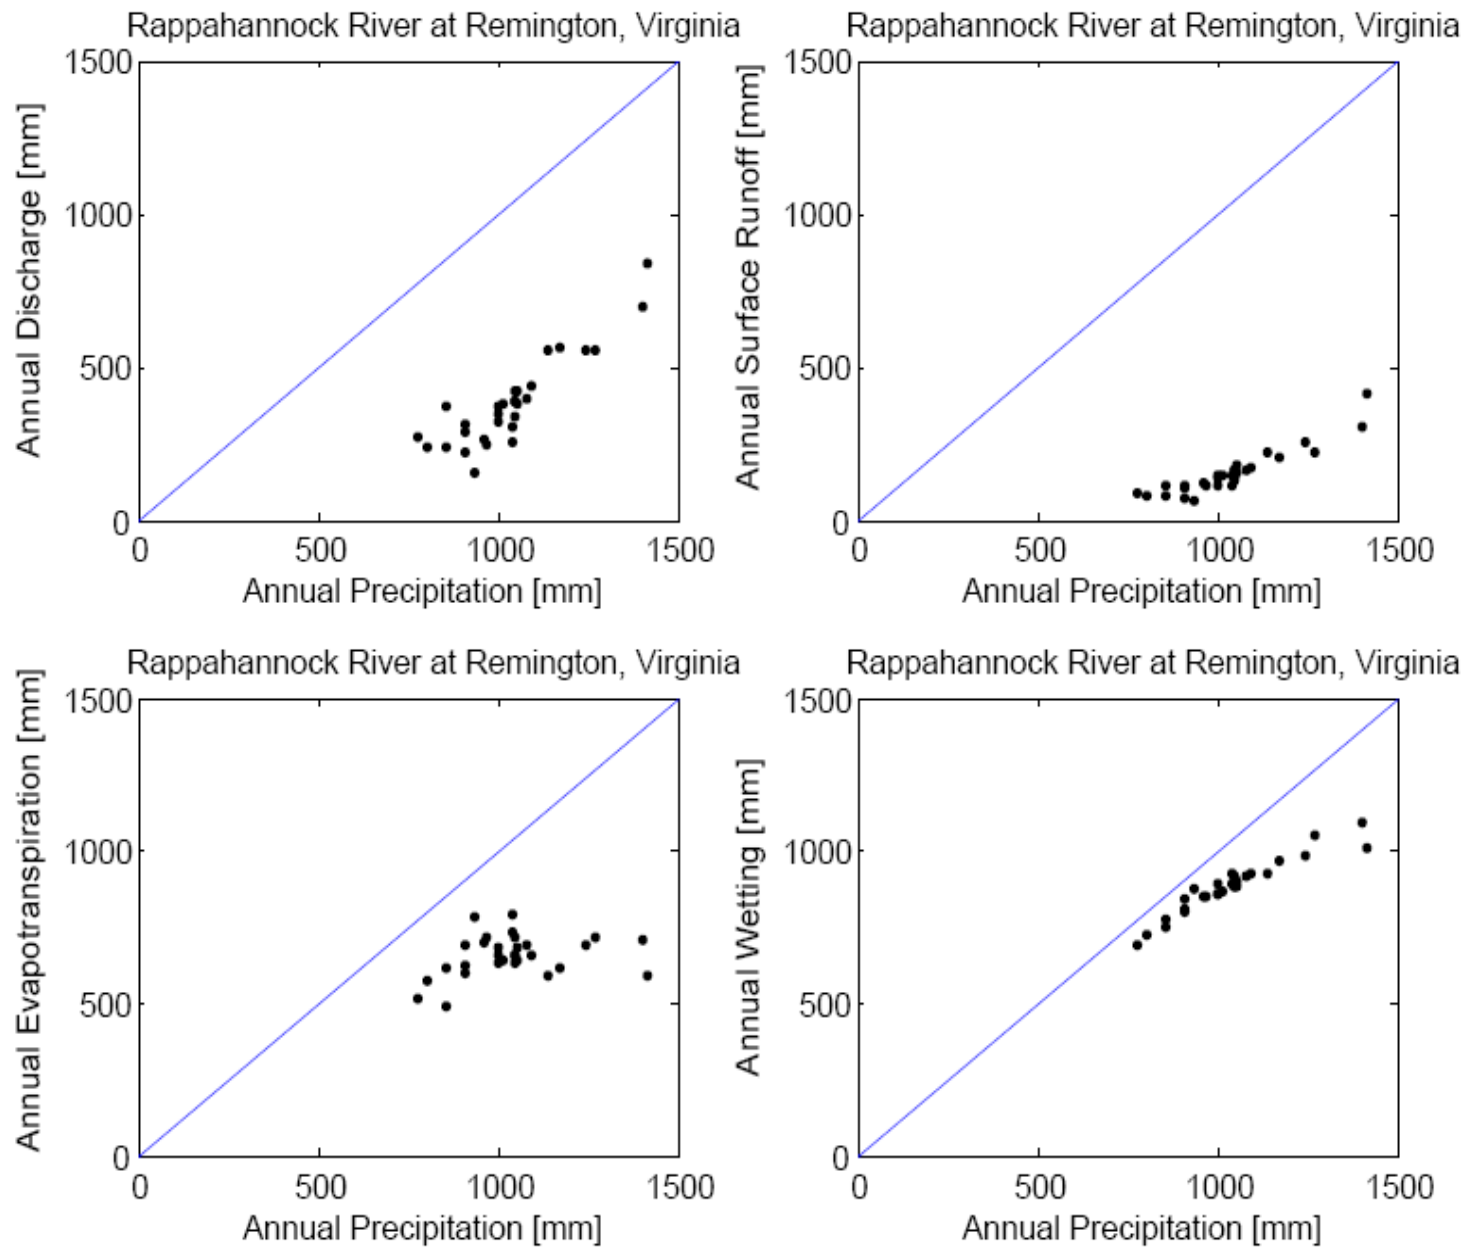 Rappahannock River at Remington, Virginia
1500
1000
500
0
Annual Discharge [mm]
0 500 1000 1500
Annual Precipitation [mm]
Rappahannock River at Remington, Virginia
1500
1000
500
0
Annual Surface Runoff [mm]
0 500 1000 1500
Annual Precipitation [mm]
Rappahannock River at Remington, Virginia
1500
1000
500
0
Annual Evapotranspiration [mm]
0 500 1000 1500
Annual Precipitation [mm]
Rappahannock River at Remington, Virginia
1500
1000
500
0
Annual Wetting [mm]
0 500 1000 1500
Annual Precipitation [mm]